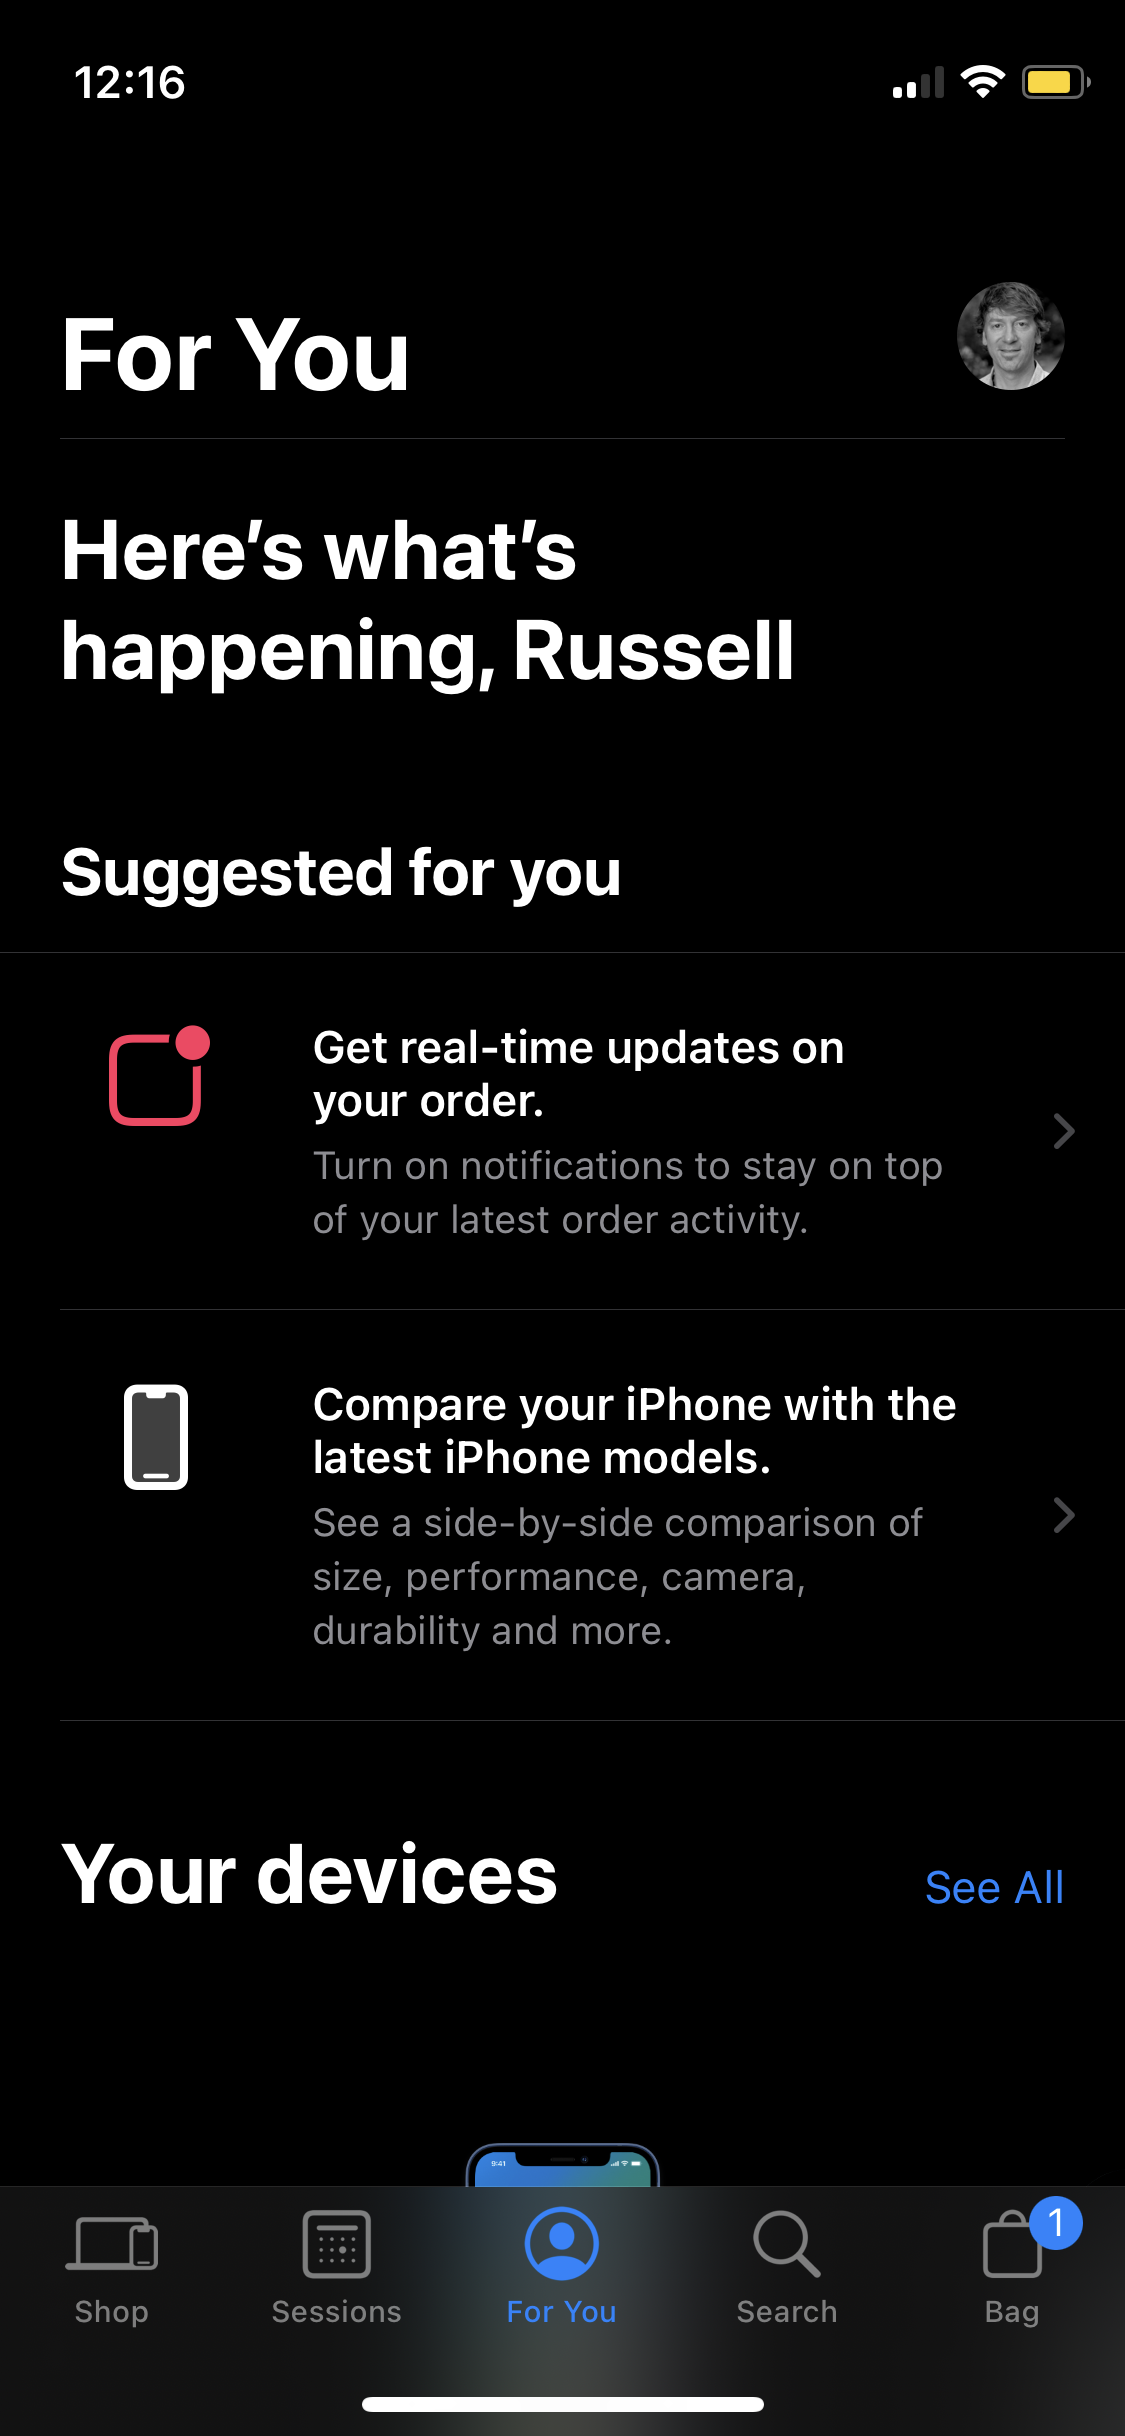 12:16
For You
Here’s what’s
happening, Russell
Suggested for you
Get real-time updates on
your order.
Turn on notifications to stay on top
of your latest order activity.
Compare your iPhone with the
latest iPhone models.
See a side-by-side comparison of
size, performance, camera,
durability and more.
Your devices
See All
9:41
1
Shop
Sessions
For You
Search
Bag